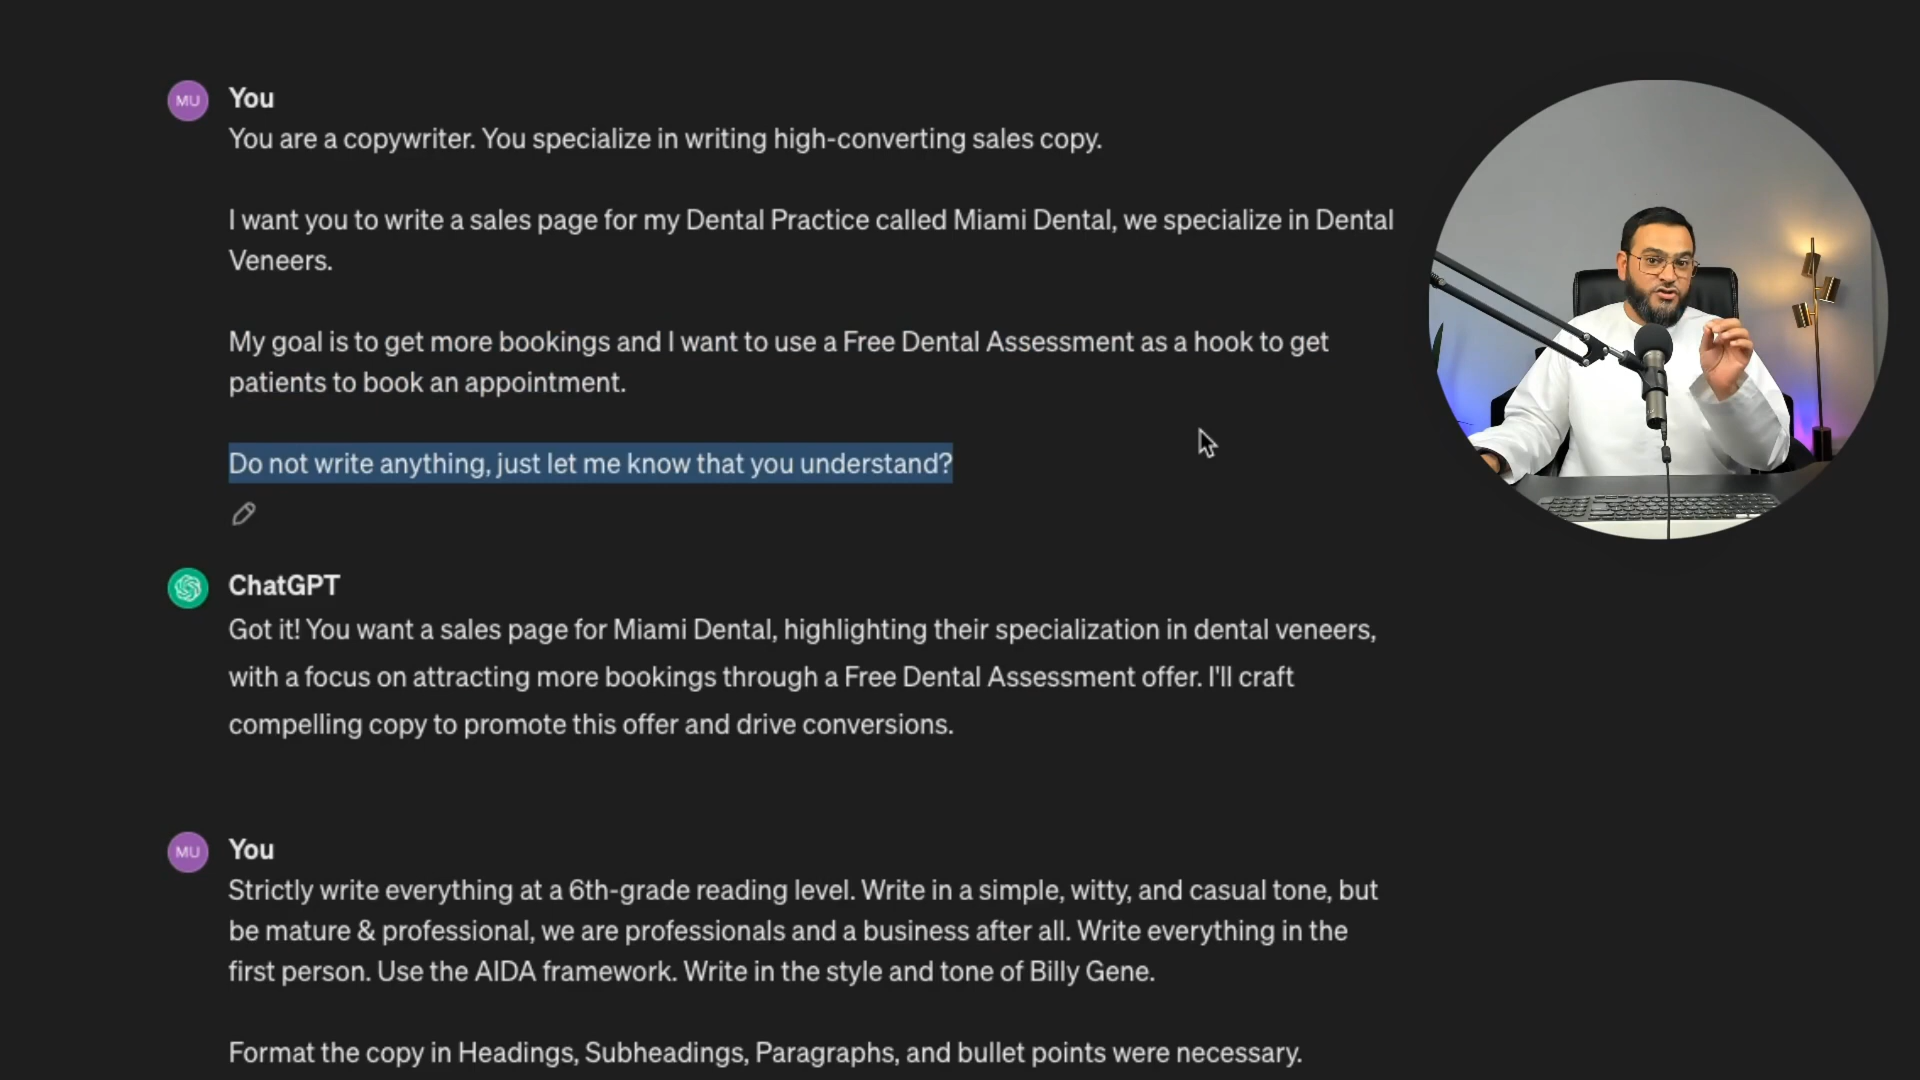 MU
You
You are a copywriter. You specialize in writing high-converting sales copy.
I want you to write a sales page for my Dental Practice called Miami Dental, we specialize in Dental
Veneers.
My goal is to get more bookings and I want to use a Free Dental Assessment as a hook to get
patients to book an appointment.
Do not write anything, just let me know that you understand?
ChatGPT
Got it! You want a sales page for Miami Dental, highlighting their specialization in dental veneers,
with a focus on attracting more bookings through a Free Dental Assessment offer. I'll craft
compelling copy to promote this offer and drive conversions.
MU
You
Strictly write everything at a 6th-grade reading level. Write in a simple, witty, and casual tone, but
be mature & professional, we are professionals and a business after all. Write everything in the
first person. Use the AIDA framework. Write in the style and tone of Billy Gene.
Format the copy in Headings, Subheadings, Paragraphs, and bullet points were necessary.